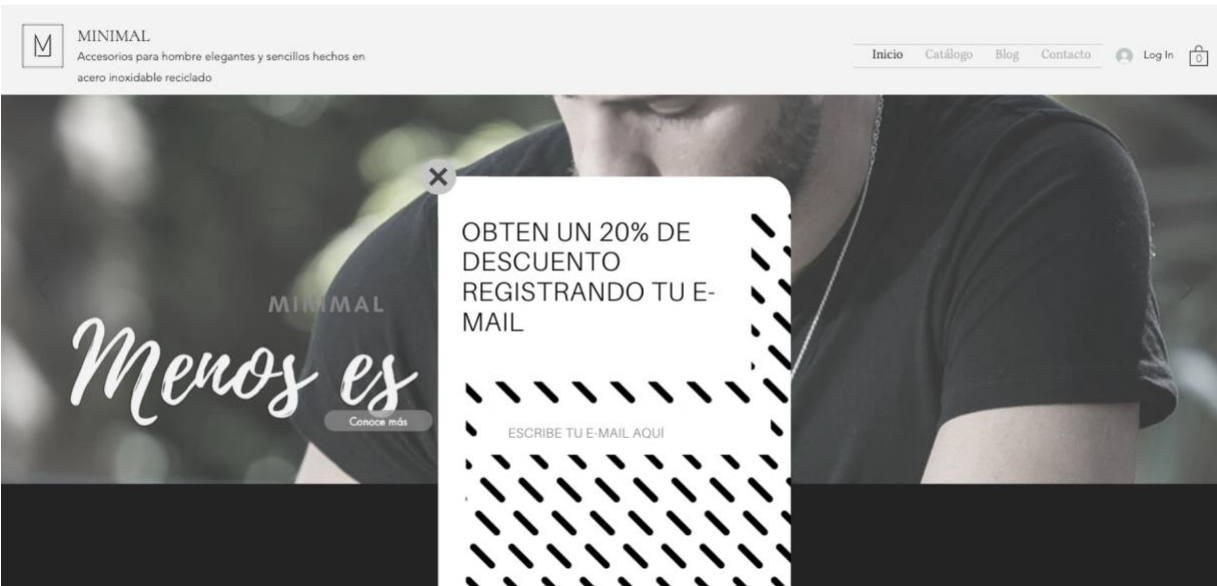 M
MINIMAL
Accesorios para hombre elegantes y sencillos hechos en
acero inoxidable reciclado
Inicio Catálogo Blog Contacto Log In 0
OBTEN UN 20% DE
DESCUENTO
REGISTRANDO TU E-
MAIL
MINIMAL
Menos es
Conoce más
ESCRIBE TU E-MAIL AQUÍ